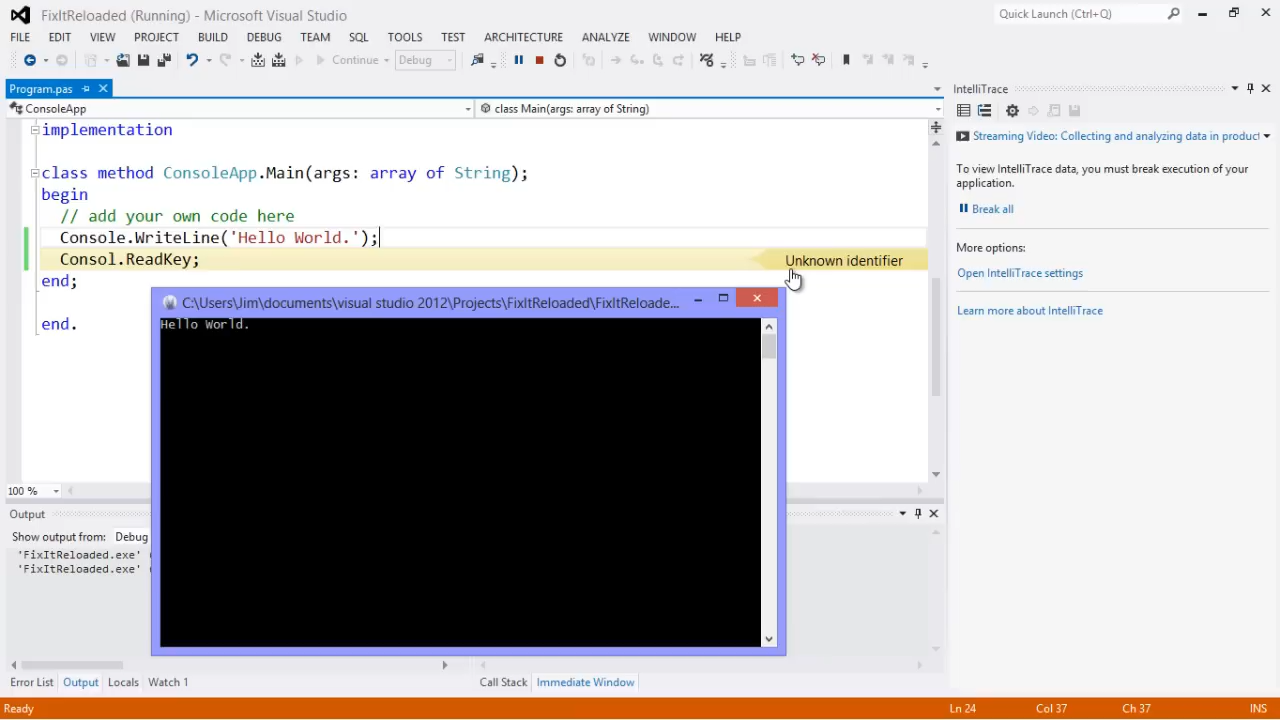 FixItReloaded (Running) - Microsoft Visual Studio
Quick Launch (Ctrl+Q)
FILE EDIT VIEW PROJECT BUILD DEBUG TEAM SQL TOOLS TEST ARCHITECTURE ANALYZE WINDOW HELP
Continue Debug
Program.pas
ConsoleApp
class Main(args: array of String)
implementation
class method ConsoleApp.Main(args: array of String);
begin
// add your own code here
Console.WriteLine('Hello World.');
Consol.ReadKey;
Unknown identifier
end;
end.
C:\Users\Jim\documents\visual studio 2012\Projects\FixItReloaded\FixItReloade...
Hello World.
100 %
Output
Show output from: Debug
'FixItReloaded.exe'
'FixItReloaded.exe'
Error List Output Locals Watch 1
Call Stack Immediate Window
IntelliTrace
Streaming Video: Collecting and analyzing data in product
To view IntelliTrace data, you must break execution of your
application.
Break all
More options:
Open IntelliTrace settings
Learn more about IntelliTrace
Ready
Ln 24 Col 37 Ch 37 INS